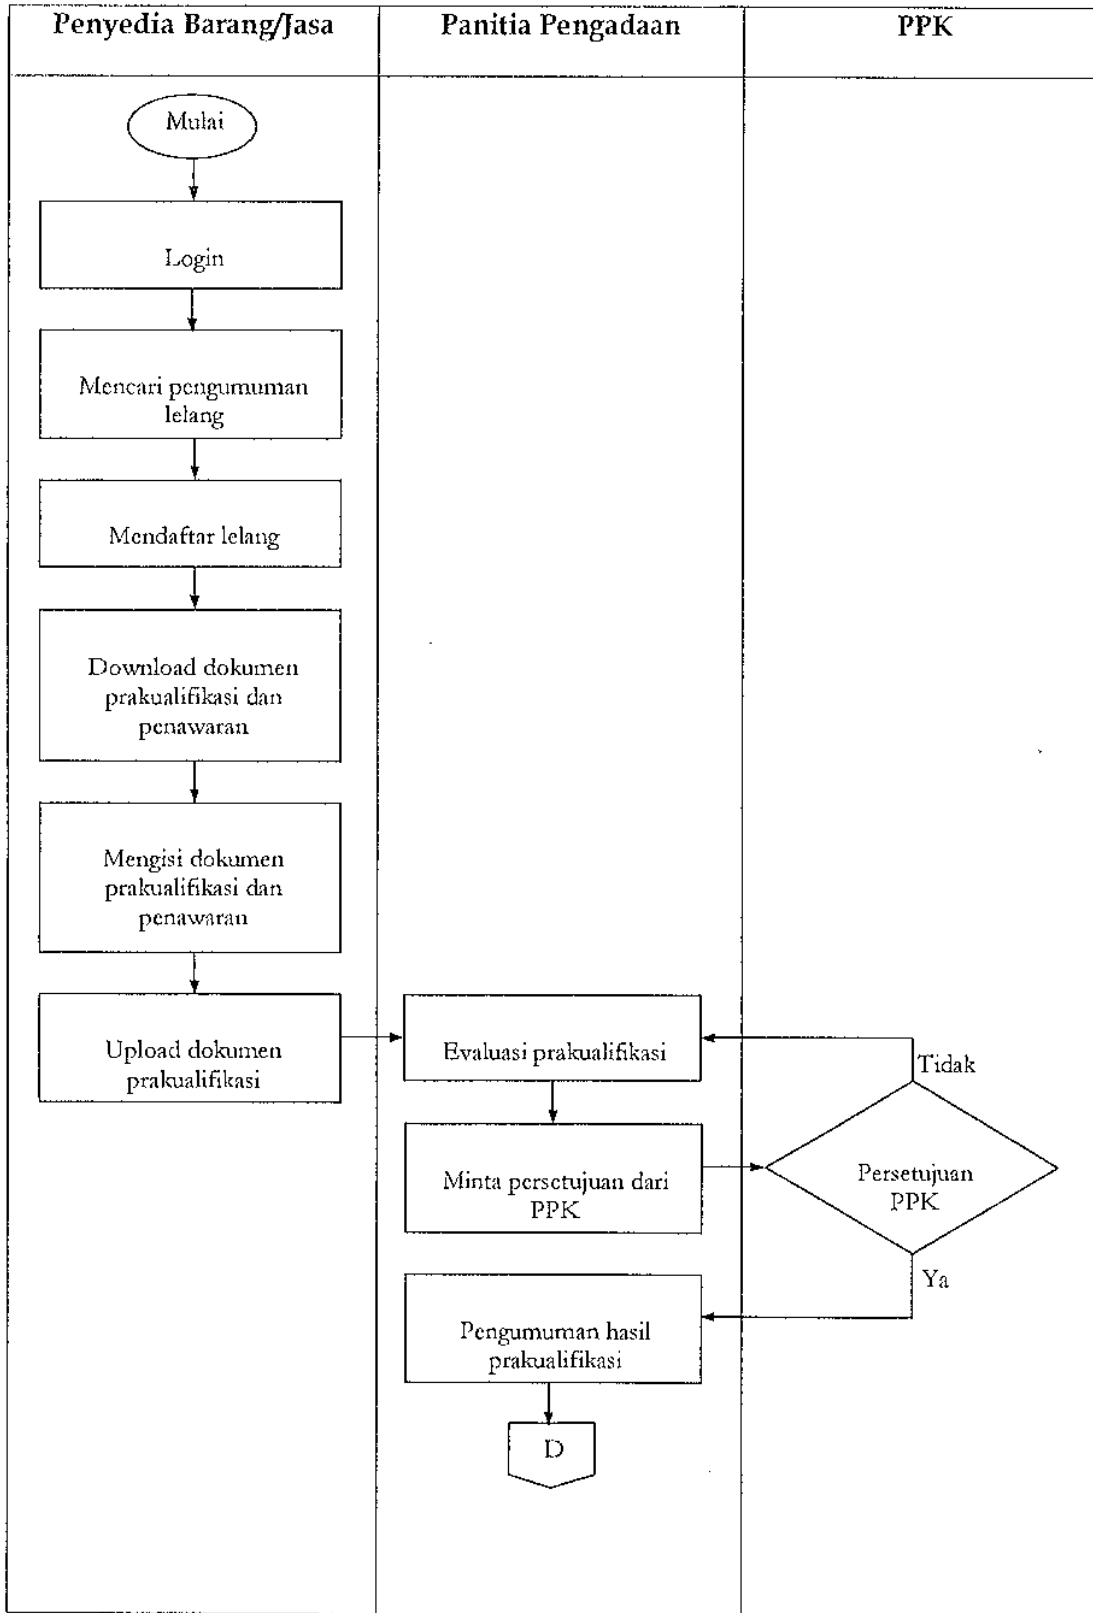 Penyedia Barang/Jasa
Panitia Pengadaan
PPK
Mulai
Login
Mencari pengumuman
lelang
Mendaftar lelang
Download dokumen
prakualifikasi dan
penawaran
Mengisi dokumen
prakualifikasi dan
penawaran
Upload dokumen
prakualifikasi
Evaluasi prakualifikasi
Tidak
Minta persetujuan dari
PPK
Persetujuan
PPK
Ya
Pengumuman hasil
prakualifikasi
D